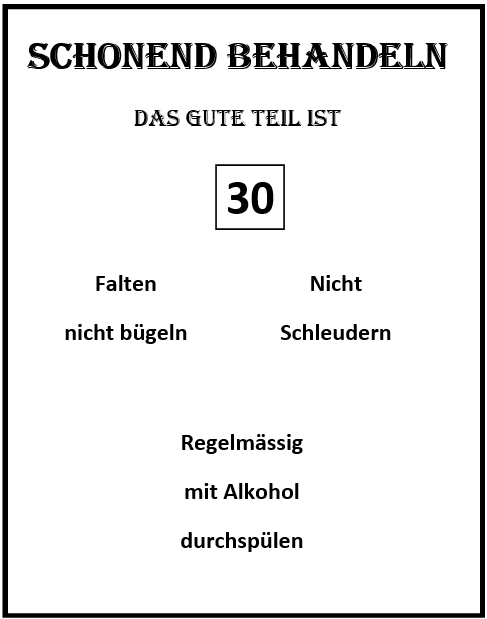 SCHONEND BEHANDELN
DAS GUTE TEIL IST
30
Falten
nicht bügeln
Nicht
Schleudern
Regelmässig
mit Alkohol
durchspülen